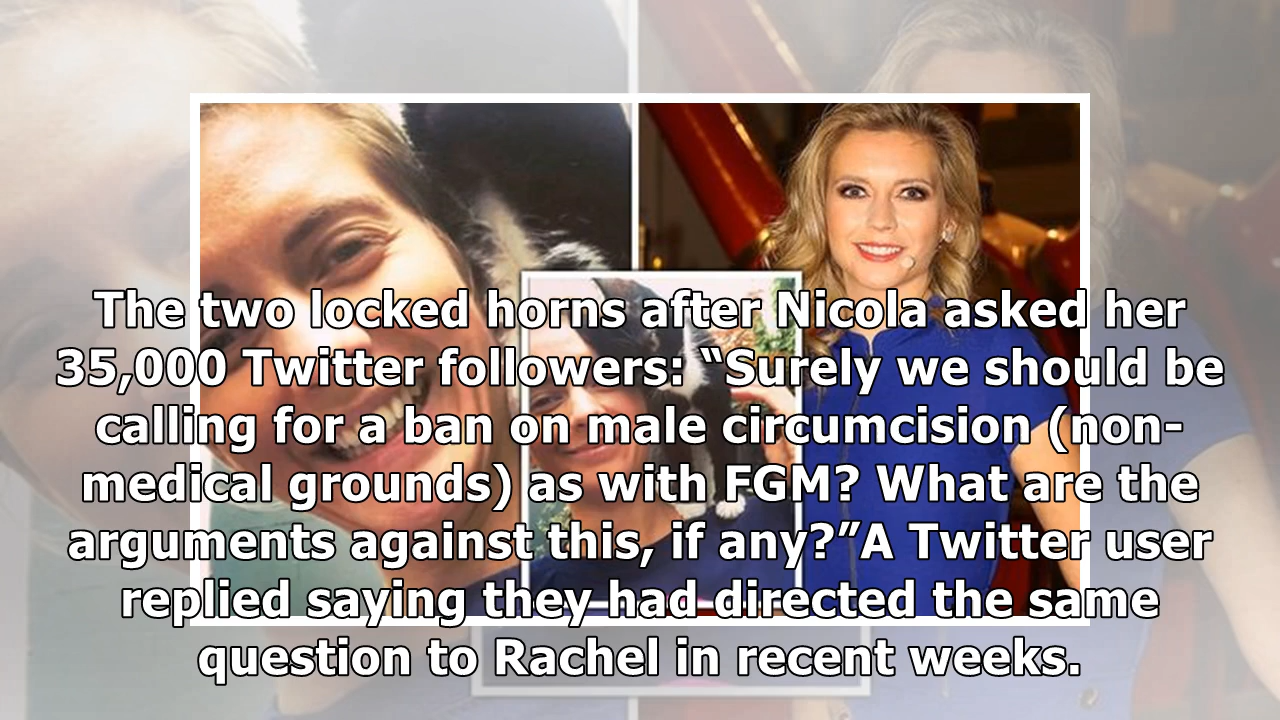 The two locked horns after Nicola asked her
35,000 Twitter followers: “Surely we should be
calling for a ban on male circumcision (non-
medical grounds) as with FGM? What are the
arguments against this, if any?”A Twitter user
replied saying they had directed the same
question to Rachel in recent weeks.